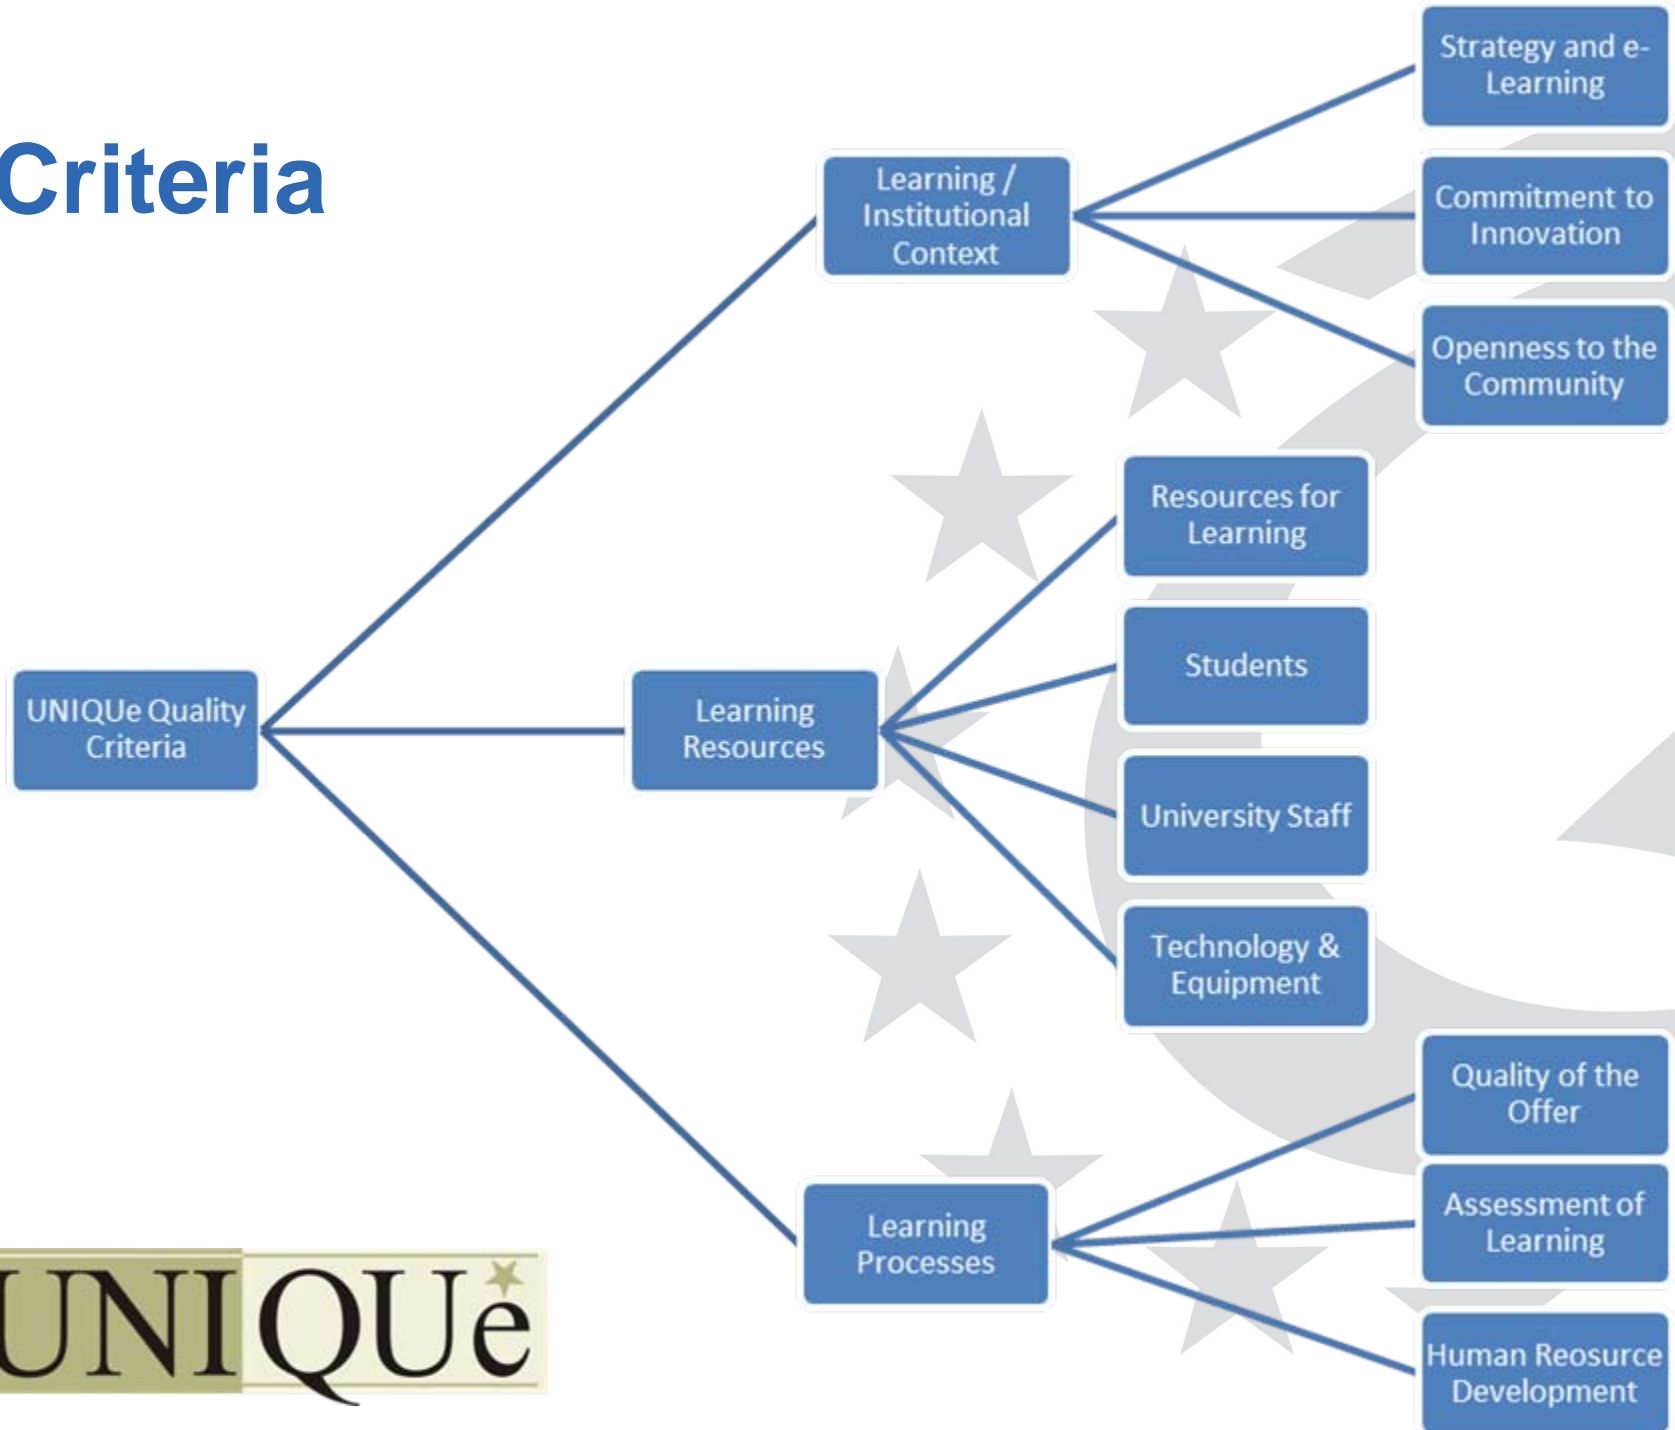 Criteria
UNIQUe Quality
Criteria
Learning /
Institutional
Context
Strategy and e-
Learning
Commitment to
Innovation
Openness to the
Community
Learning
Resources
Resources for
Learning
Students
University Staff
Technology &
Equipment
Learning
Processes
Quality of the
Offer
Assessment of
Learning
Human Reosurce
Development
UNIQUe